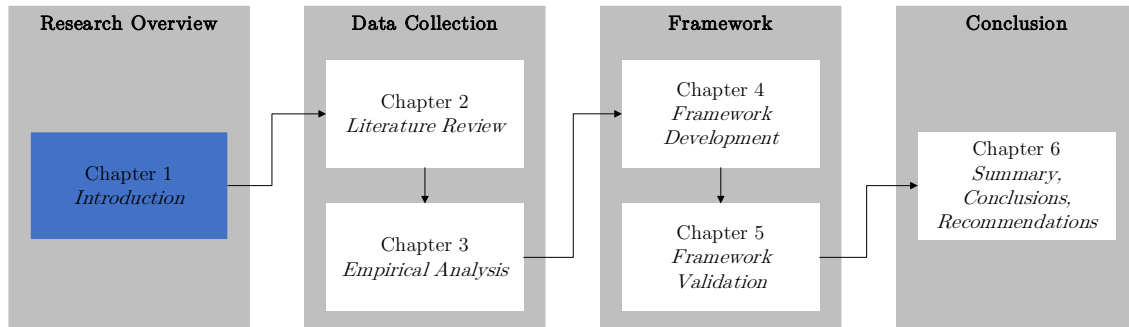 Research Overview
Chapter 1
Introduction
Data Collection
Chapter 2
Literature Review
Chapter 3
Empirical Analysis
Framework
Chapter 4
Framework
Development
Chapter 5
Framework
Validation
Conclusion
Chapter 6
Summary,
Conclusions,
Recommendations